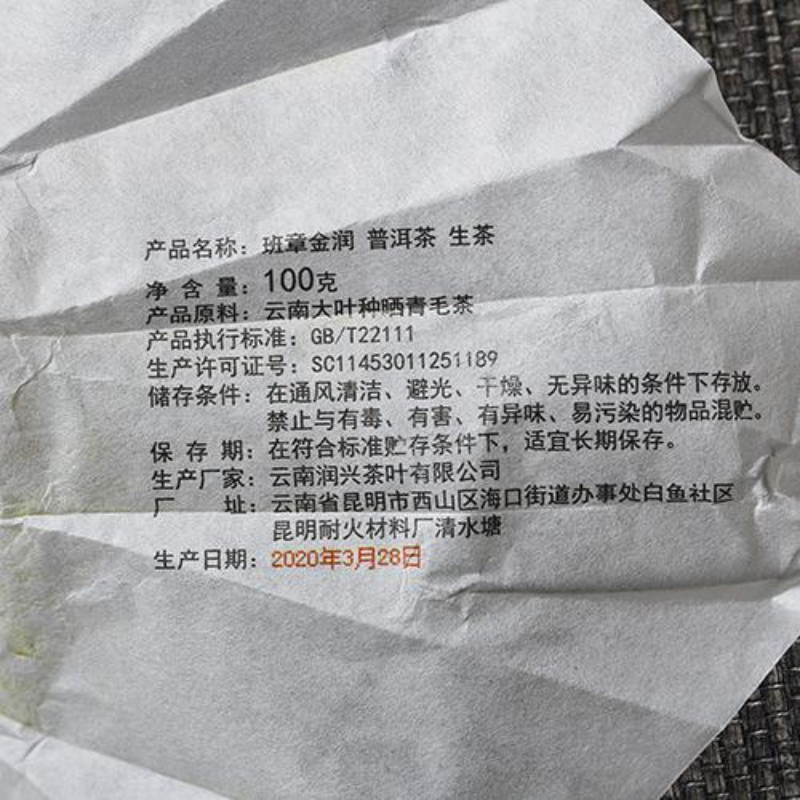 产品名称：班章金润 普洱茶 生茶
净 含 量：100克
产品原料：云南大叶种晒青毛茶
产品执行标准：GB/T22111
生产许可证号：SC11453011251189
储存条件：在通风清洁、避光、干燥、无异味的条件下存放。
禁止与有毒、有害、有异味、易污染的物品混贮。
保 存 期：在符合标准贮存条件下，适宜长期保存。
生产厂家：云南润兴茶叶有限公司
厂 址：云南省昆明市西山区海口街道办事处白鱼社区
昆明耐火材料厂清水塘
生产日期：2020年3月28日